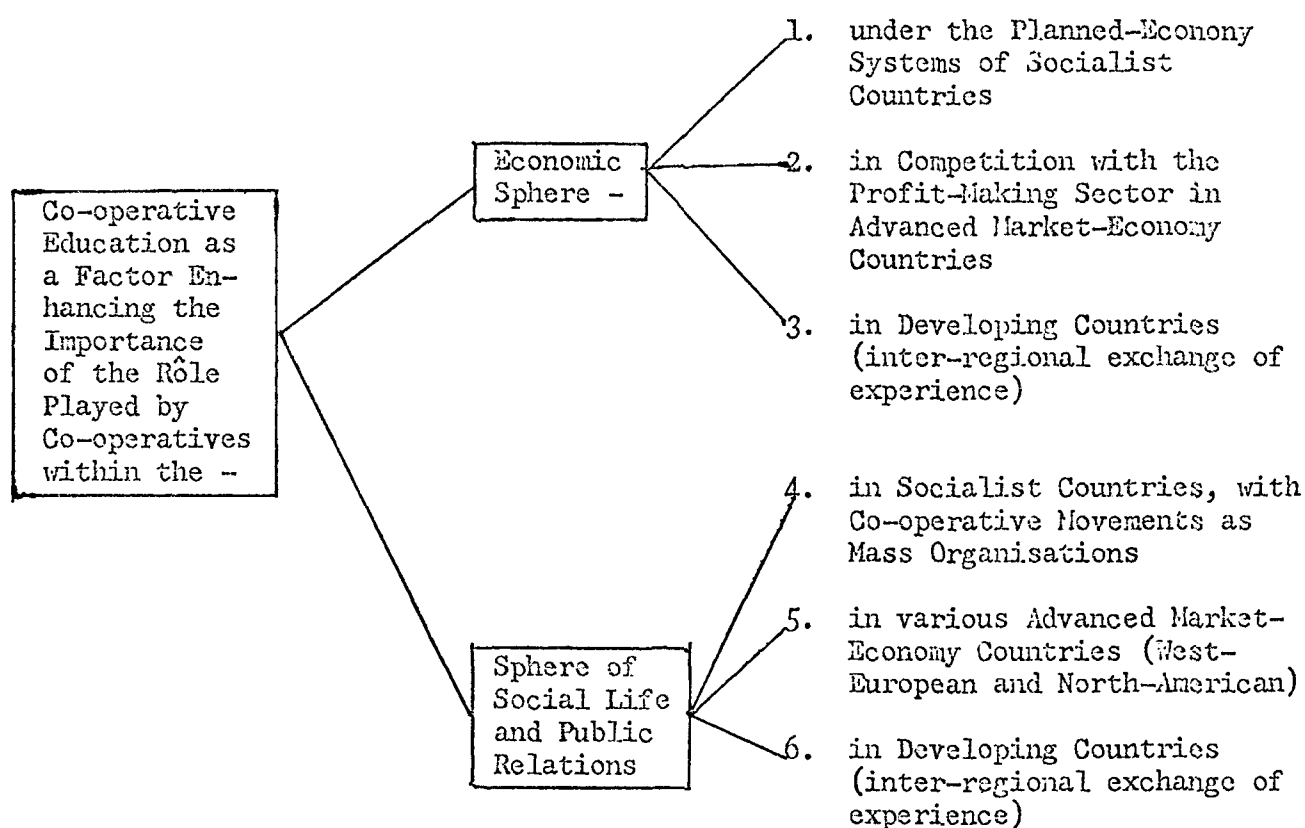 Co-operative
Education as
a Factor En-
hancing the
Importance
of the Rôle
Played by
Co-operatives
within the -
Economic
Sphere -
1. under the Planned-Econony
Systems of Socialist
Countries
2. in Competition with the
Profit-Making Sector in
Advanced Market-Economy
Countries
3. in Developing Countries
(inter-regional exchange of
experience)
Sphere of
Social Life
and Public
Relations
4. in Socialist Countries, with
Co-operative Movements as
Mass Organisations
5. in various Advanced Market-
Economy Countries (West-
European and North-American)
6. in Developing Countries
(inter-regional exchange of
experience)